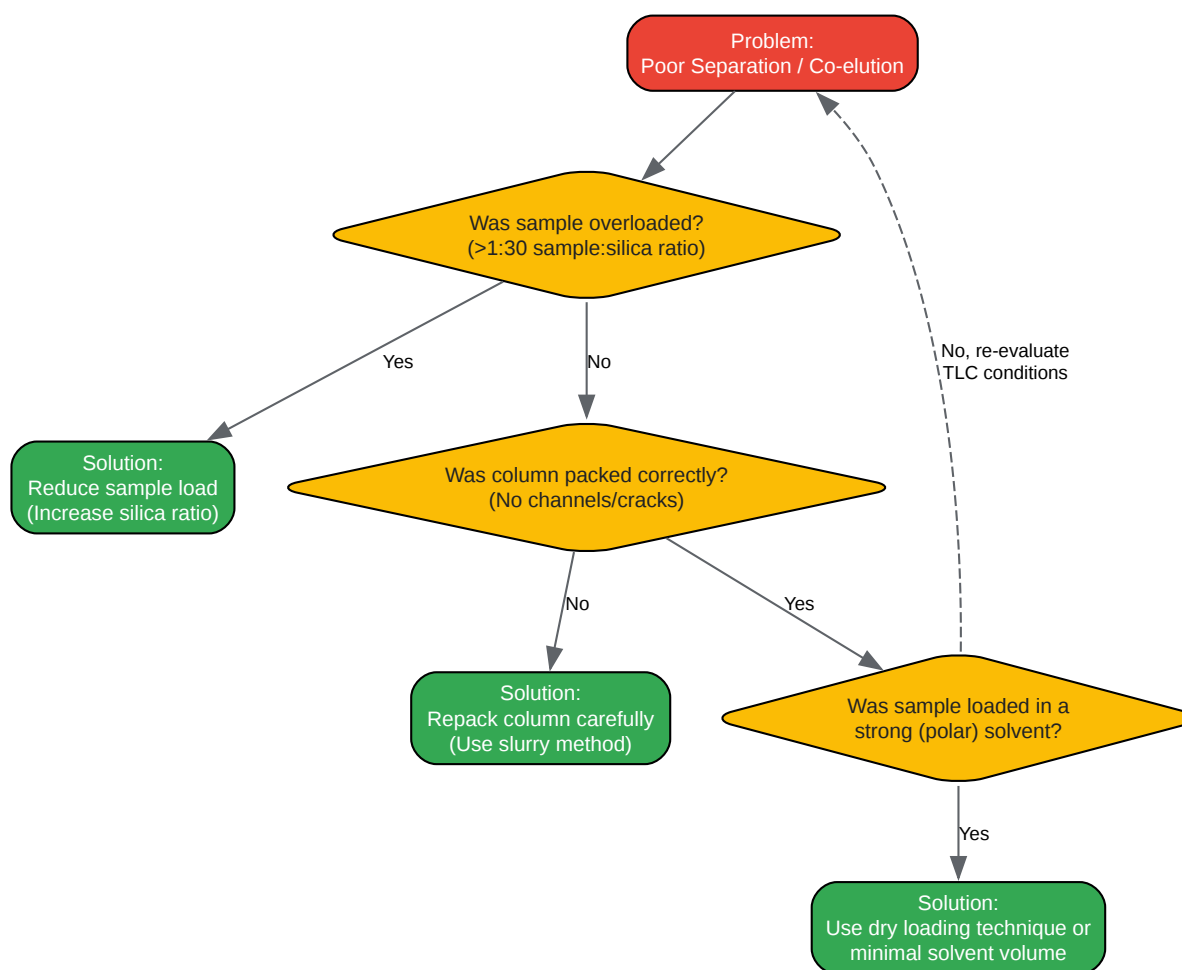 Problem:
Poor Separation / Co-elution
Was sample overloaded?
(>1:30 sample:silica ratio)
Yes
No
No, re-evaluate
TLC conditions
Solution:
Reduce sample load
(Increase silica ratio)
Was column packed correctly?
(No channels/cracks)
No
Yes
Solution:
Repack column carefully
(Use slurry method)
Was sample loaded in a
strong (polar) solvent?
Yes
Solution:
Use dry loading technique or
minimal solvent volume